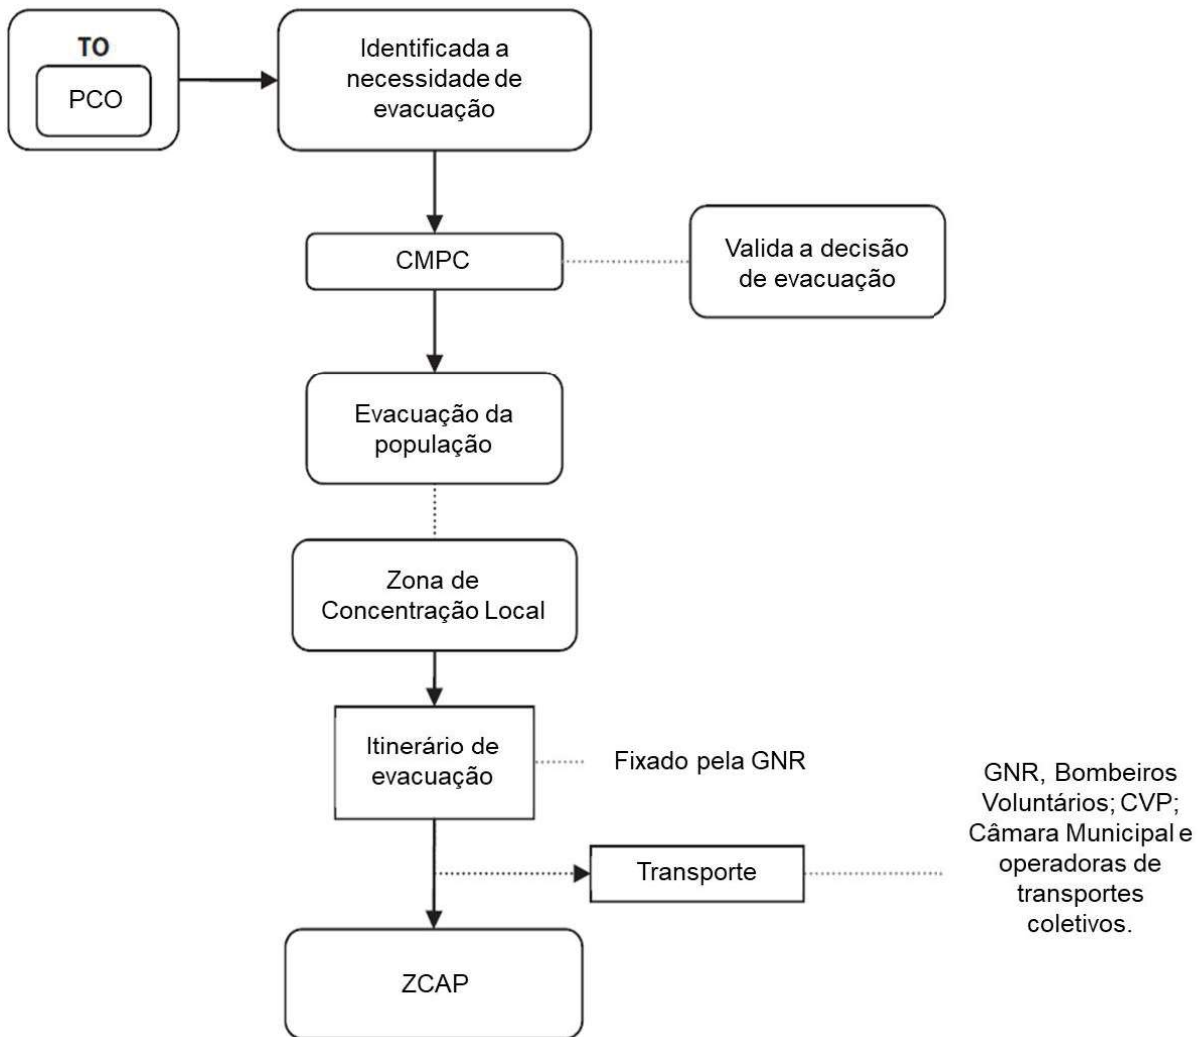 TO
PCO
Identificada a
necessidade de
evacuação
CMPC
Valida a decisão
de evacuação
Evacuação da
população
Zona de
Concentração Local
Itinerário de
evacuação
Fixado pela GNR
Transporte
GNR, Bombeiros
Voluntários; CVP;
Câmara Municipal e
operadoras de
transportes
coletivos.
ZCAP